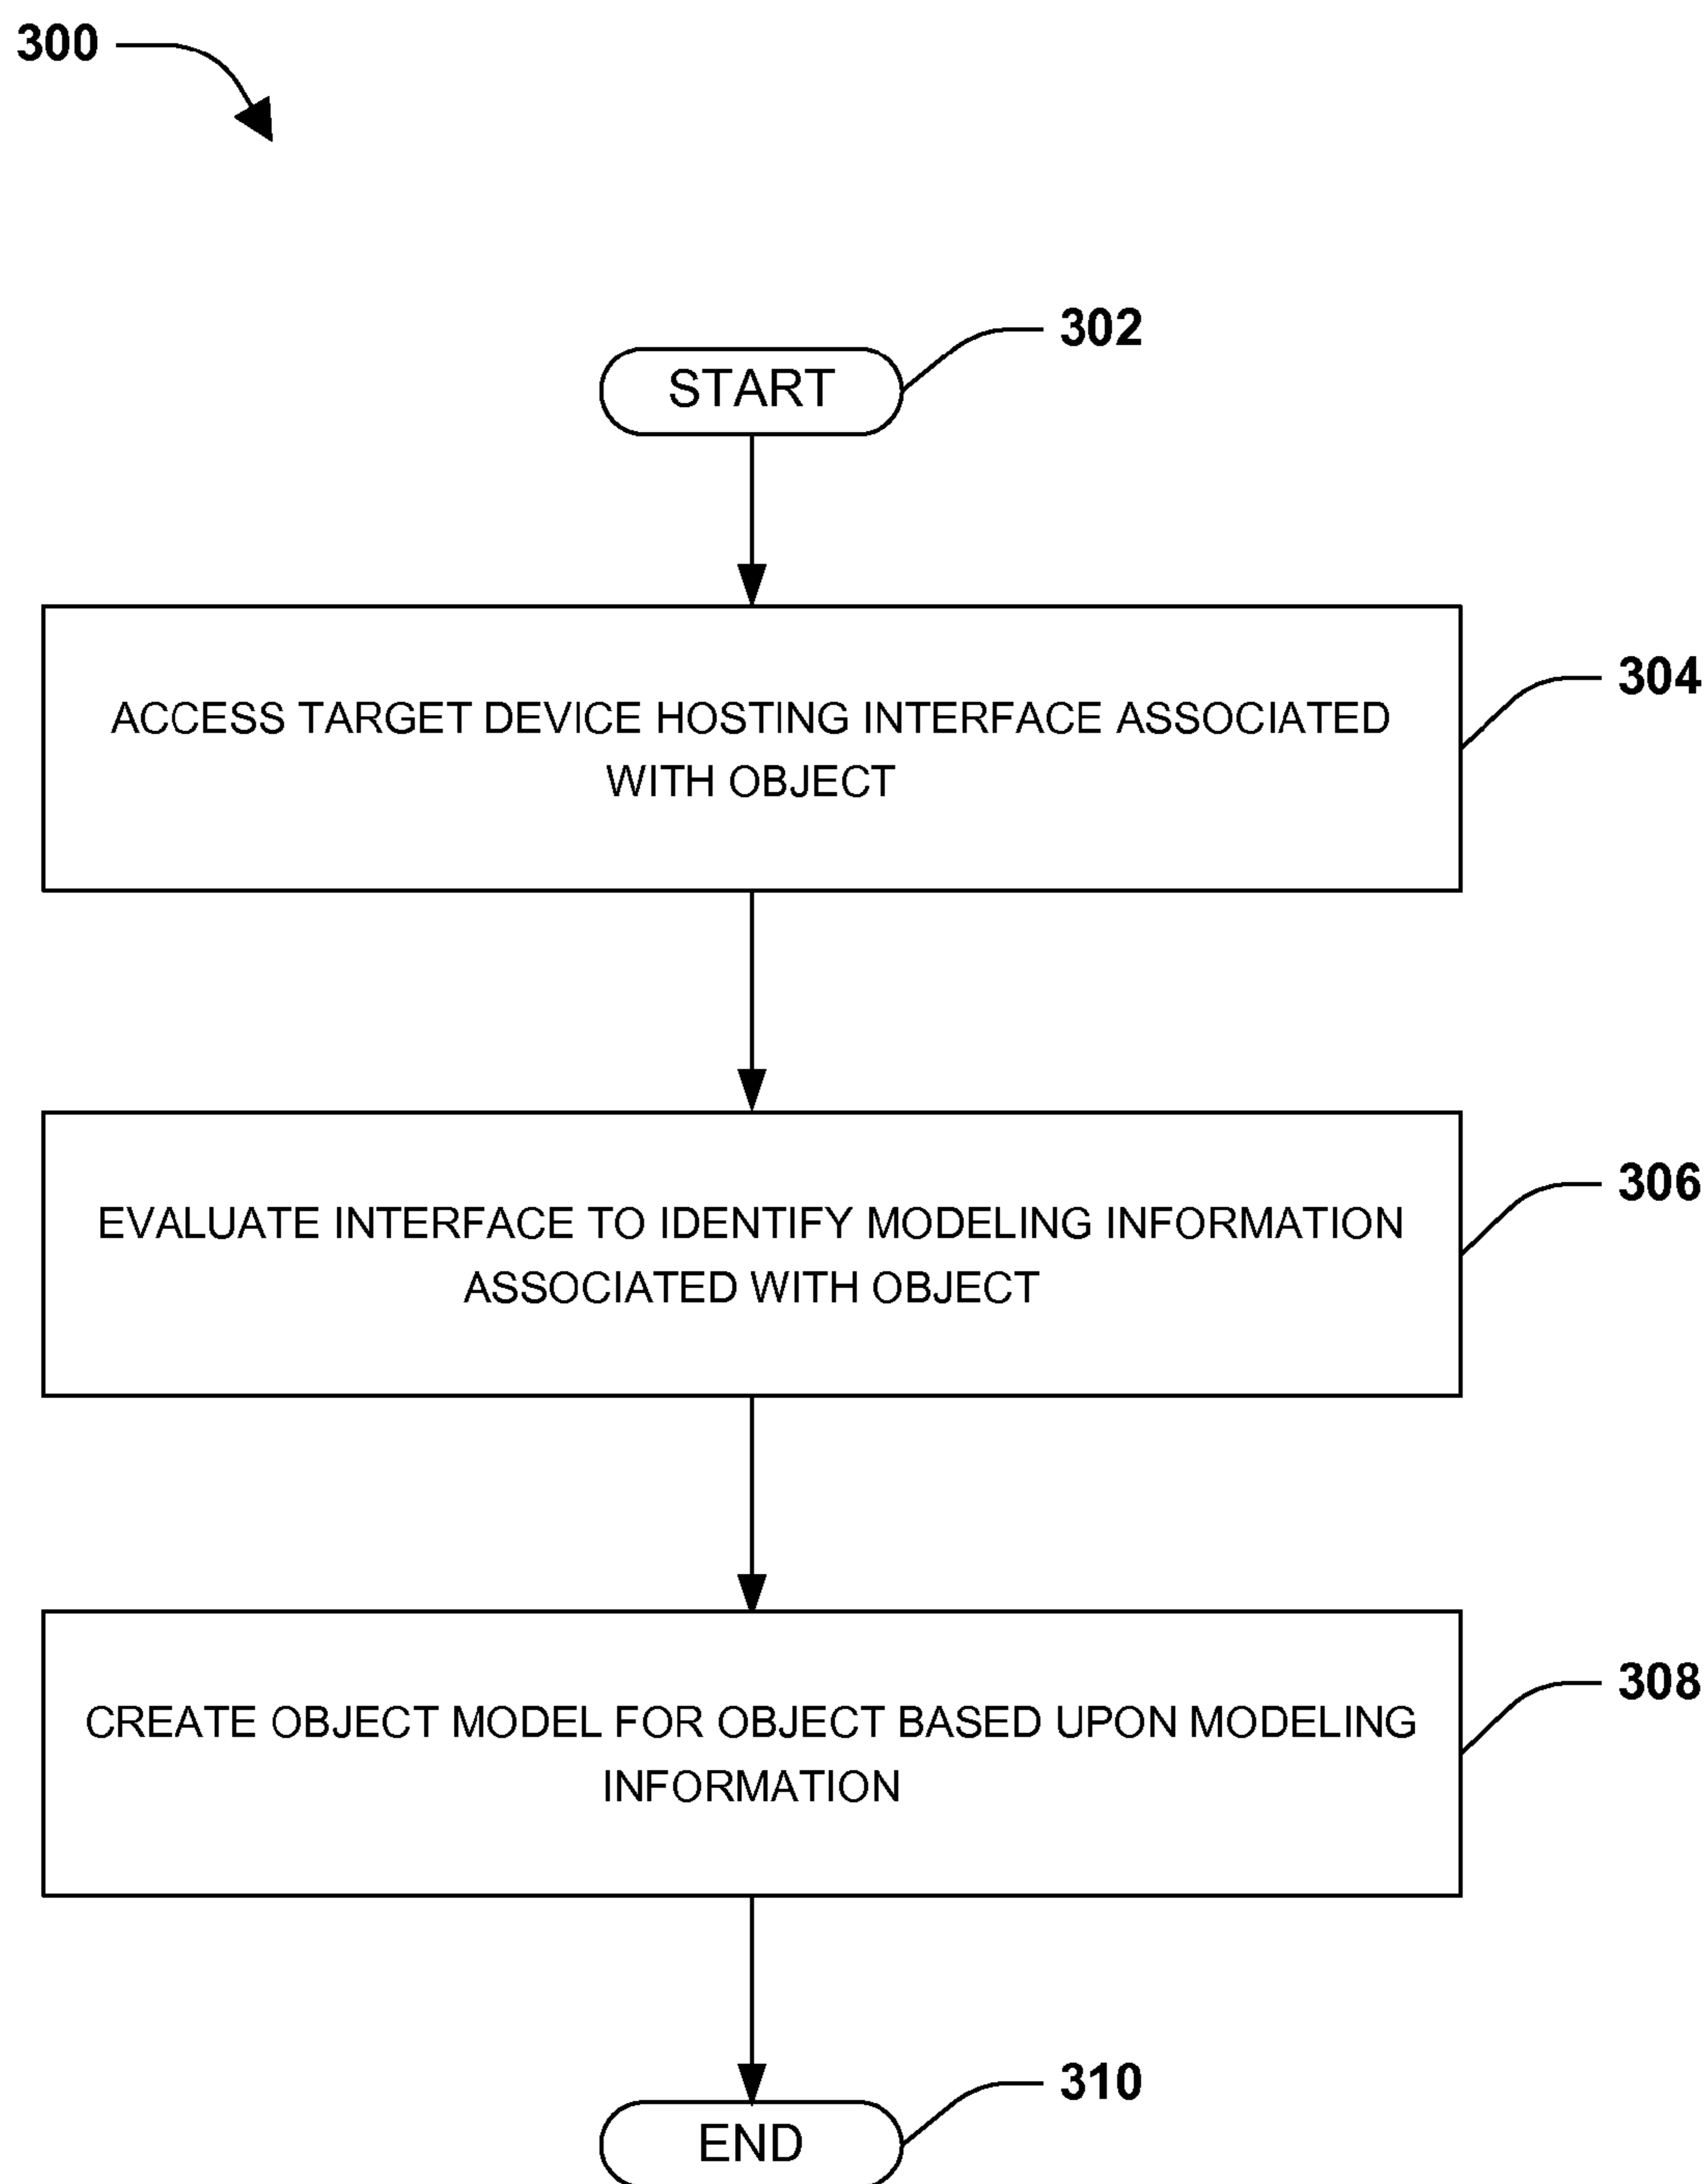 300
302
START
304
ACCESS TARGET DEVICE HOSTING INTERFACE ASSOCIATED
WITH OBJECT
306
EVALUATE INTERFACE TO IDENTIFY MODELING INFORMATION
ASSOCIATED WITH OBJECT
308
CREATE OBJECT MODEL FOR OBJECT BASED UPON MODELING
INFORMATION
310
END